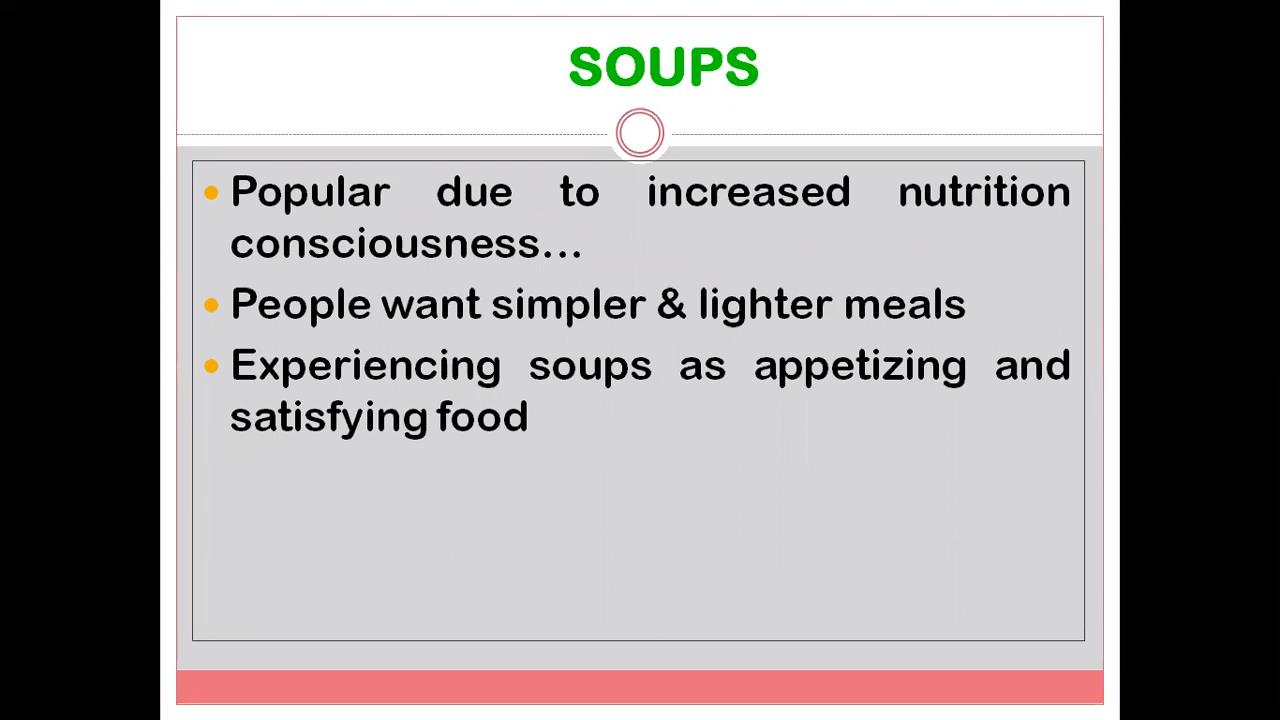 SOUPS
Popular due to increased nutrition
consciousness...
People want simpler & lighter meals
Experiencing soups as appetizing and
satisfying food